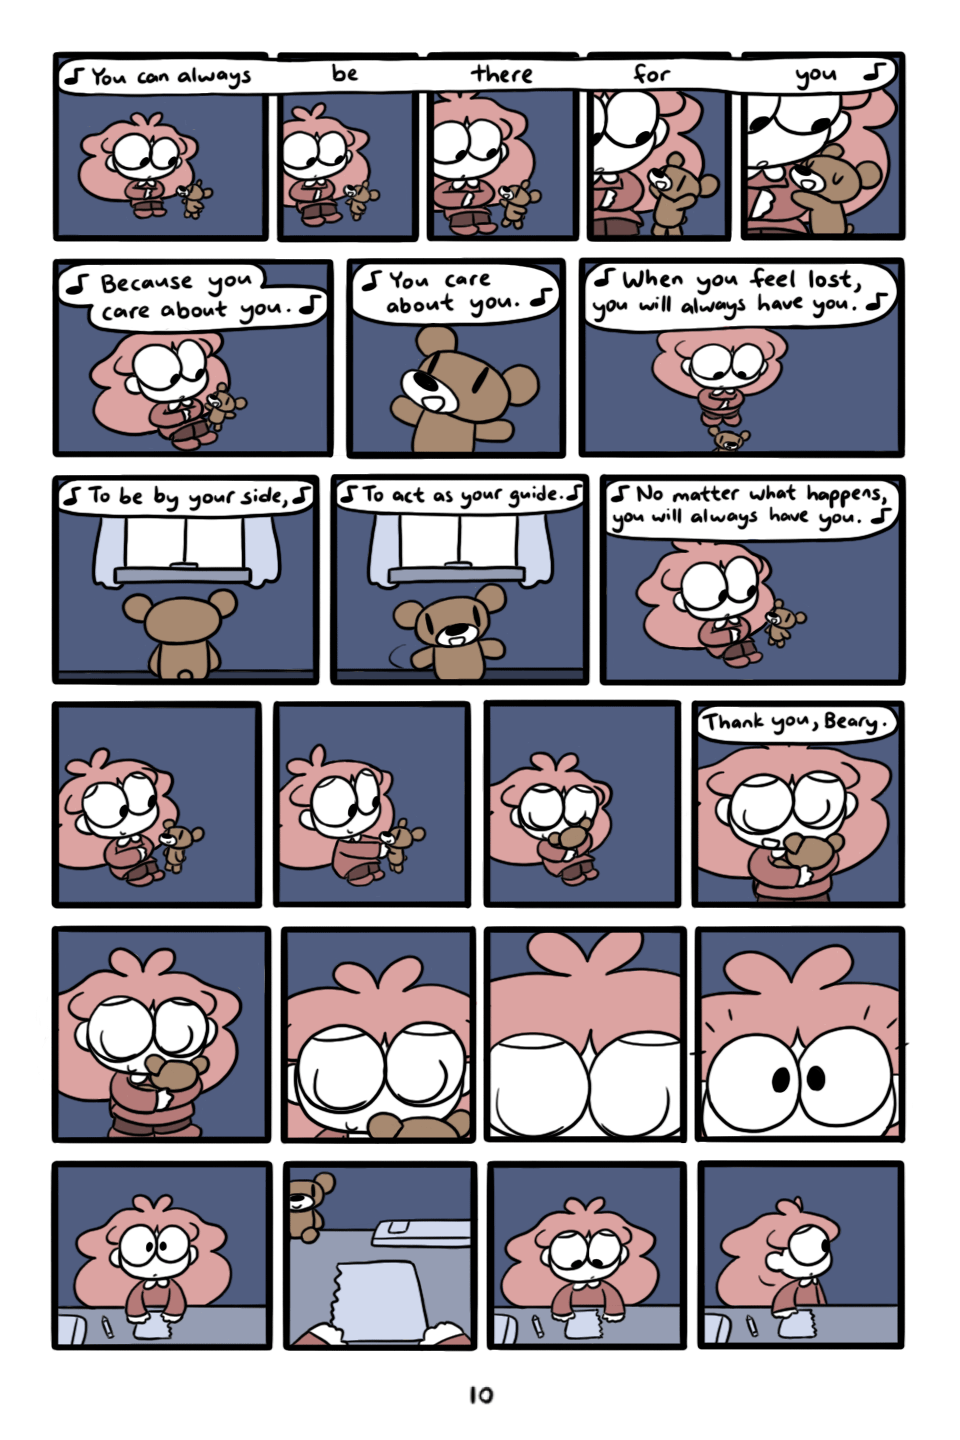 ♪ You can always be there for you ♪
♪ Because you
care about you. ♪
♪ You care
about you. ♪
♪ When you feel lost,
you will always have you. ♪
♪ To be by your side, ♪
♪ To act as your guide. ♪
♪ No matter what happens,
you will always have you. ♪
Thank you, Beary.
10